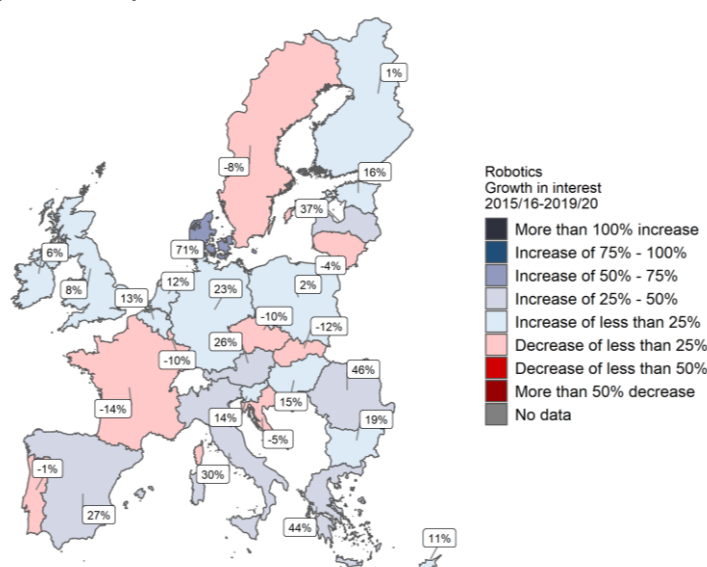 1%
-8%
16%
37%
71%
-4%
6%
12%
8%
13%
23%
2%
-10%
-12%
-10%
26%
46%
-14%
14%
15%
19%
-5%
-1%
30%
27%
44%
11%
Robotics
Growth in interest
2015/16-2019/20
More than 100% increase
Increase of 75% - 100%
Increase of 50% - 75%
Increase of 25% - 50%
Increase of less than 25%
Decrease of less than 25%
Decrease of less than 50%
More than 50% decrease
No data